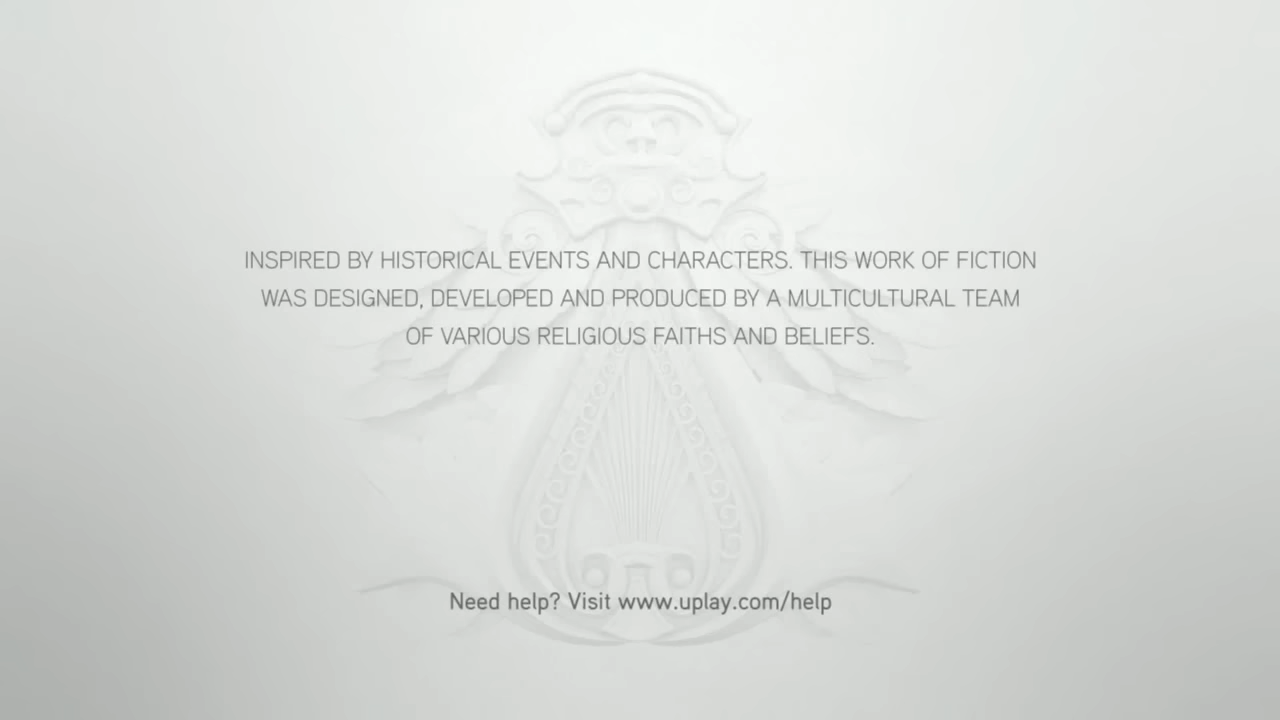 INSPIRED BY HISTORICAL EVENTS AND CHARACTERS. THIS WORK OF FICTION
WAS DESIGNED, DEVELOPED AND PRODUCED BY A MULTICULTURAL TEAM
OF VARIOUS RELIGIOUS FAITHS AND BELIEFS.
Need help? Visit www.uplay.com/help